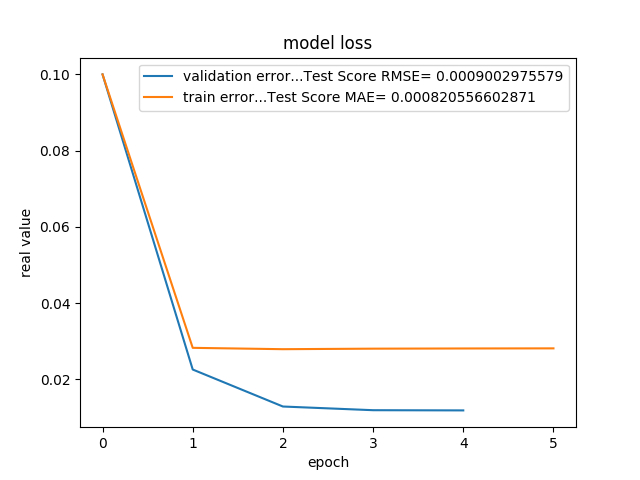 model loss
validation error...Test Score RMSE= 0.0009002975579
train error...Test Score MAE= 0.000820556602871
0.10
0.08
0.06
0.04
0.02
real value
0 1 2 3 4 5
epoch